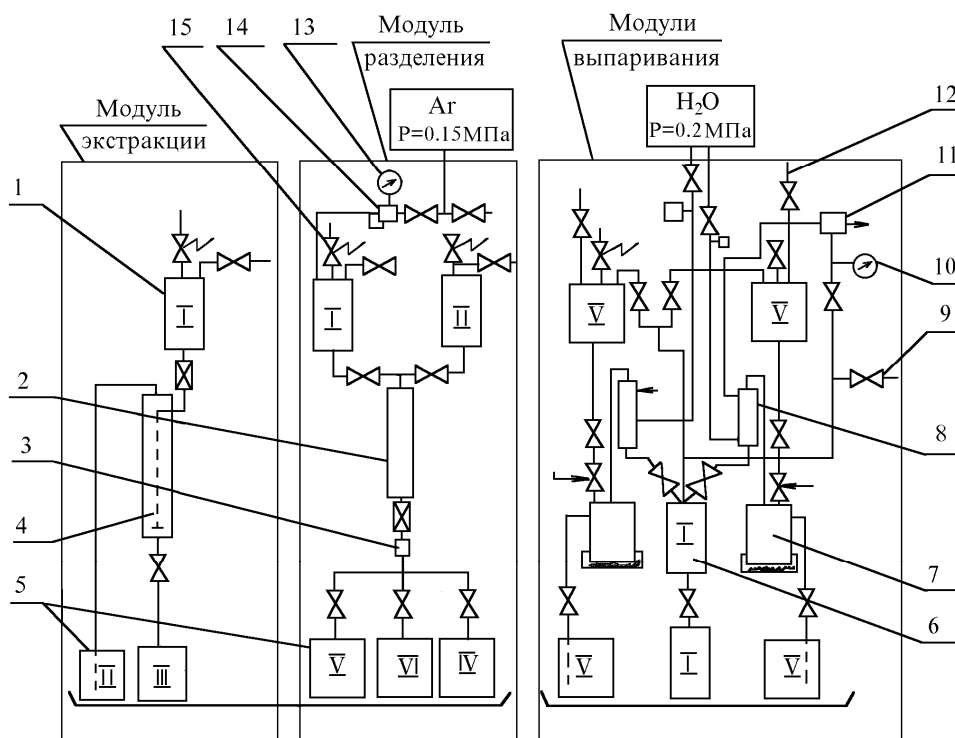 15
14
13
Модуль
разделения
Модули
выпаривания
Модуль
экстракции
Ar
P=0.15МПа
H₂O
P=0.2МПа
12
11
10
9
1
2
3
4
5
8
7
6
I
I
II
V
V
I
II
III
V
VI
IV
V
I
V